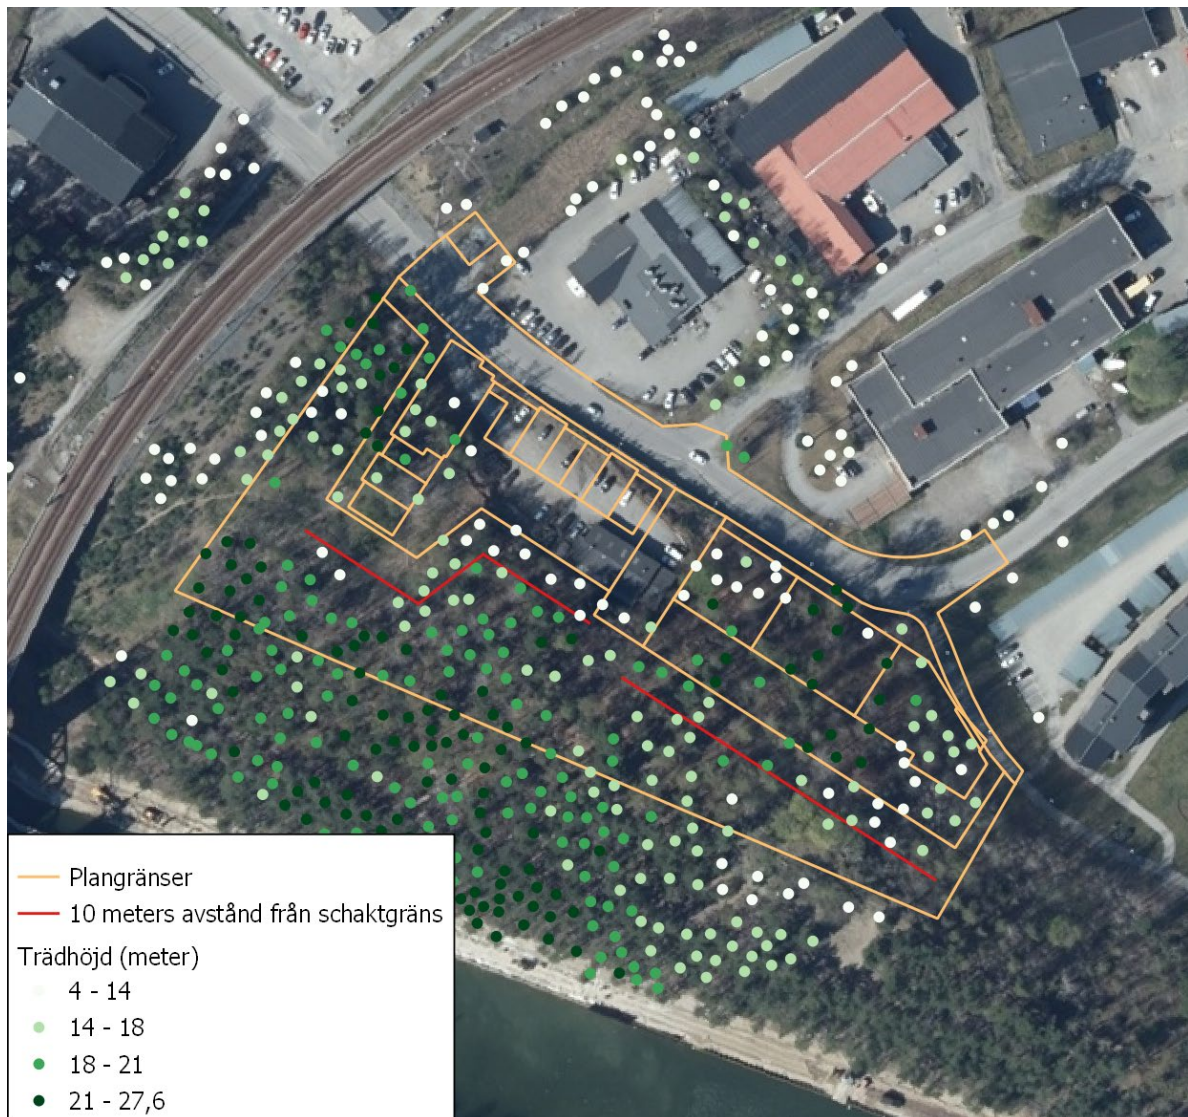 Plangränser
10 meters avstånd från schaktgräns
Trädhöjd (meter)
4 - 14
14 - 18
18 - 21
21 - 27,6